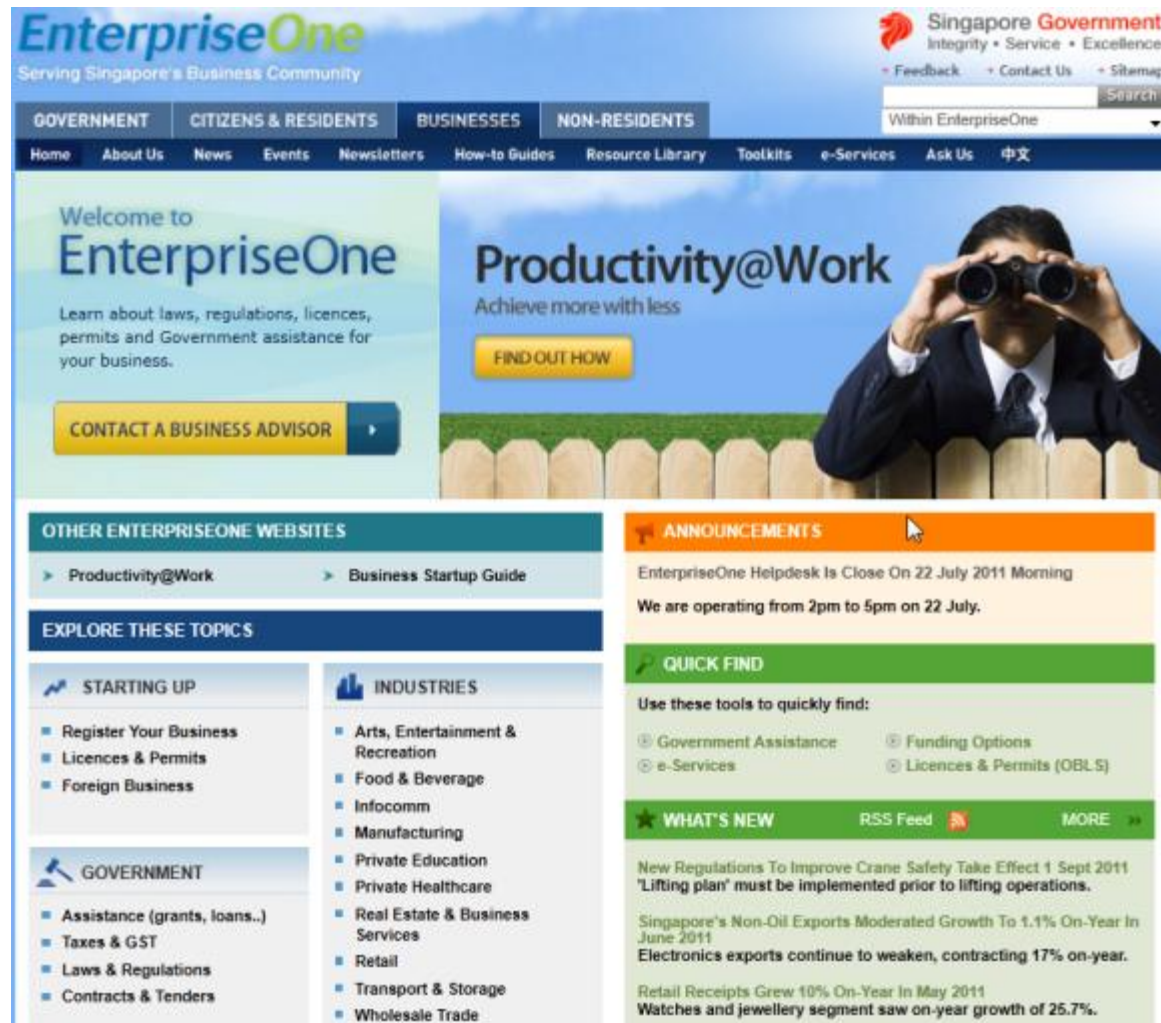 EnterpriseOne
Serving Singapore's Business Community
Singapore Government
Integrity • Service • Excellence
Feedback Contact Us Sitemap
Search
Within EnterpriseOne
GOVERNMENT CITIZENS & RESIDENTS BUSINESSES NON-RESIDENTS
Home About Us News Events Newsletters How-to Guides Resource Library Toolkits e-Services Ask Us 中文
Welcome to
EnterpriseOne
Learn about laws, regulations, licences,
permits and Government assistance for
your business.
CONTACT A BUSINESS ADVISOR
Productivity@Work
Achieve more with less
FIND OUT HOW
OTHER ENTERPRISEONE WEBSITES
Productivity@Work Business Startup Guide
EXPLORE THESE TOPICS
STARTING UP
Register Your Business
Licences & Permits
Foreign Business
GOVERNMENT
Assistance (grants, loans..)
Taxes & GST
Laws & Regulations
Contracts & Tenders
INDUSTRIES
Arts, Entertainment &
Recreation
Food & Beverage
Infocomm
Manufacturing
Private Education
Private Healthcare
Real Estate & Business
Services
Retail
Transport & Storage
Wholesale Trade
ANNOUNCEMENTS
EnterpriseOne Helpdesk Is Close On 22 July 2011 Morning
We are operating from 2pm to 5pm on 22 July.
QUICK FIND
Use these tools to quickly find:
Government Assistance Funding Options
e-Services Licences & Permits (OBLS)
WHAT'S NEW RSS Feed MORE
New Regulations To Improve Crane Safety Take Effect 1 Sept 2011
'Lifting plan' must be implemented prior to lifting operations.
Singapore's Non-Oil Exports Moderated Growth To 1.1% On-Year In
June 2011
Electronics exports continue to weaken, contracting 17% on-year.
Retail Receipts Grew 10% On-Year In May 2011
Watches and jewellery segment saw on-year growth of 25.7%.